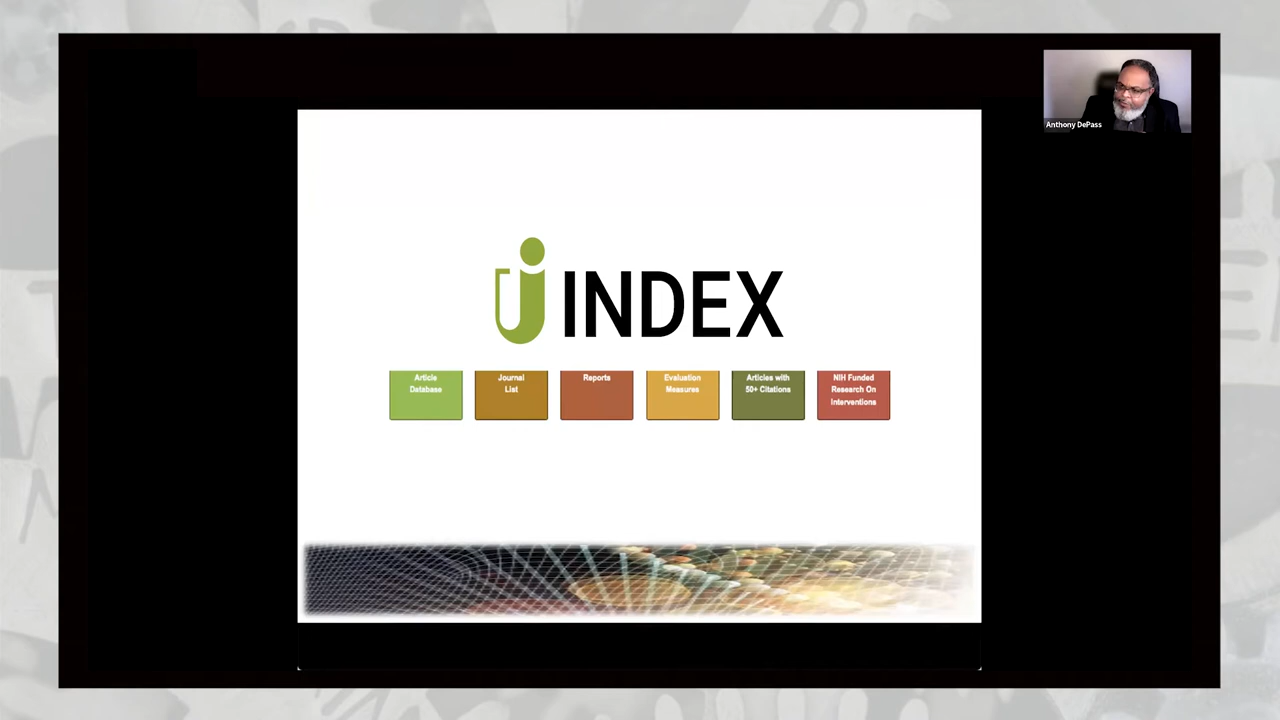 Anthony DePass
INDEX
Article
Database
Journal
List
Reports
Evaluation
Measures
Articles with
50+ Citations
NIH Funded
Research On
Interventions